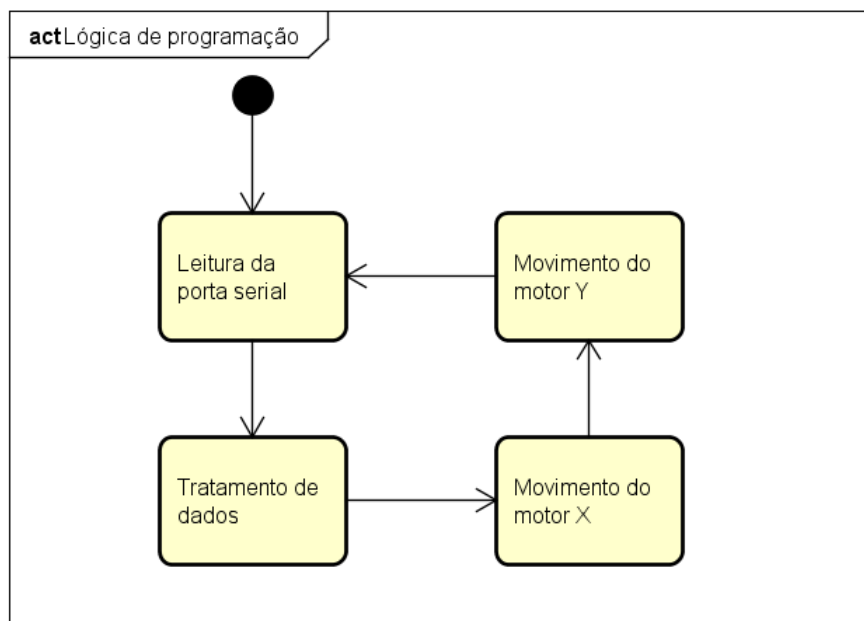 act Lógica de programação
Leitura da
porta serial
Movimento do
motor Y
Tratamento de
dados
Movimento do
motor X